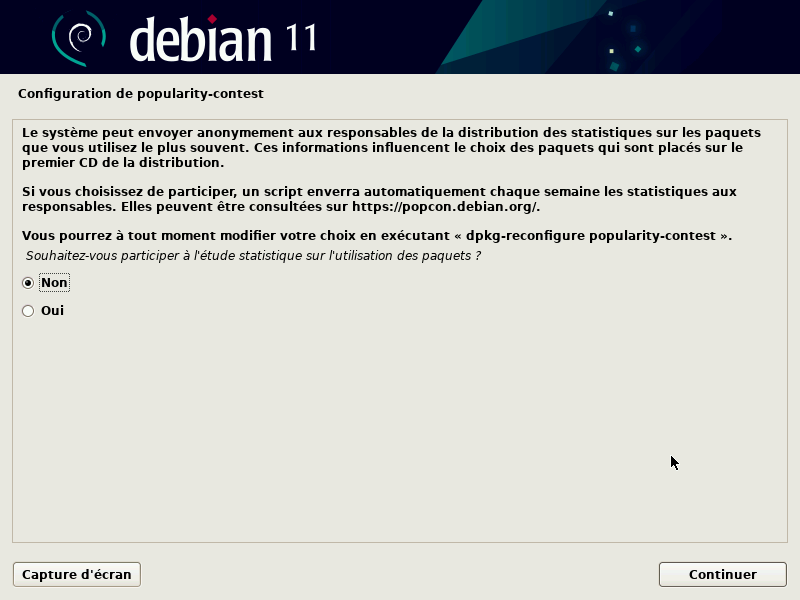 debian 11
Configuration de popularity-contest
Le système peut envoyer anonymement aux responsables de la distribution des statistiques sur les paquets
que vous utilisez le plus souvent. Ces informations influencent le choix des paquets qui sont placés sur le
premier CD de la distribution.
Si vous choisissez de participer, un script enverra automatiquement chaque semaine les statistiques aux
responsables. Elles peuvent être consultées sur https://popcon.debian.org/.
Vous pourrez à tout moment modifier votre choix en exécutant « dpkg-reconfigure popularity-contest ».
Souhaitez-vous participer à l'étude statistique sur l'utilisation des paquets ?
Non
Oui
Capture d'écran
Continuer